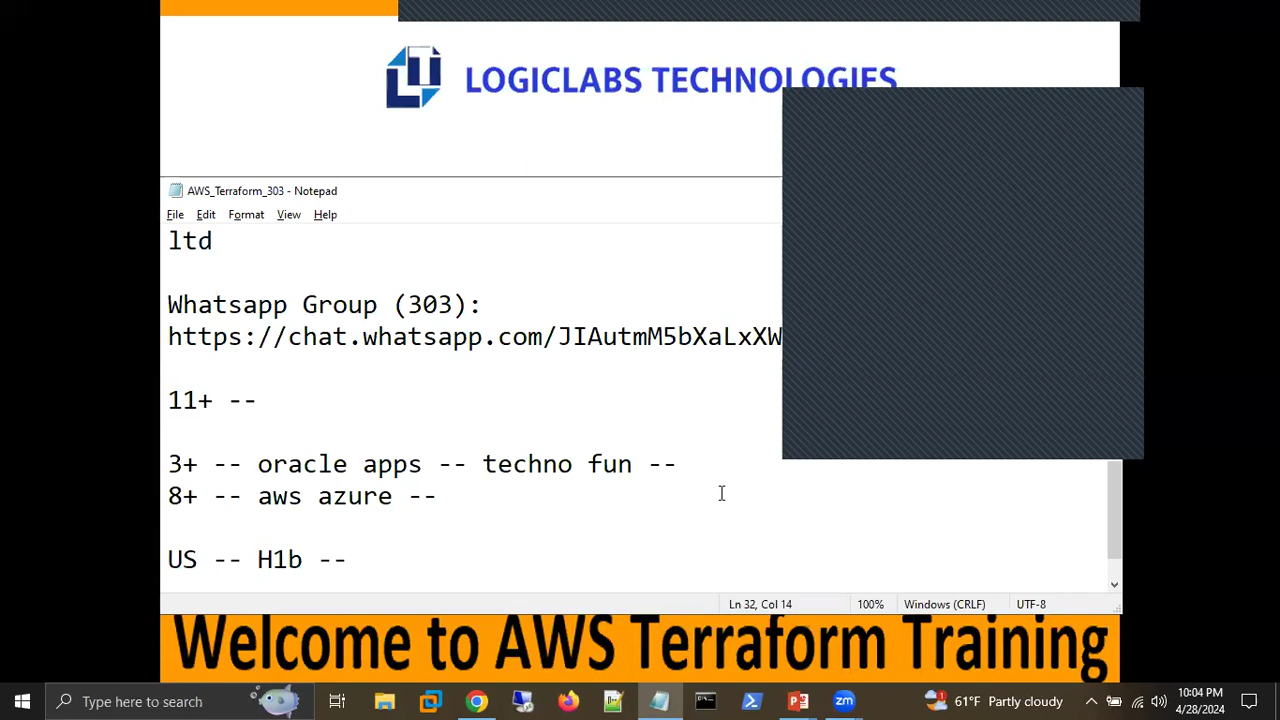 LOGICLABS TECHNOLOGIES
AWS_Terraform_303 - Notepad
File Edit Format View Help
ltd
Whatsapp Group (303):
https://chat.whatsapp.com/JIAutmM5bXaLxXW
11+ --
3+ -- oracle apps -- techno fun --
8+ -- aws azure --
US -- H1b --
Ln 32, Col 14 100% Windows (CRLF) UTF-8
Welcome to AWS Terraform Training
Type here to search
zm
61°F Partly cloudy
10:04 PM
4/28/2024